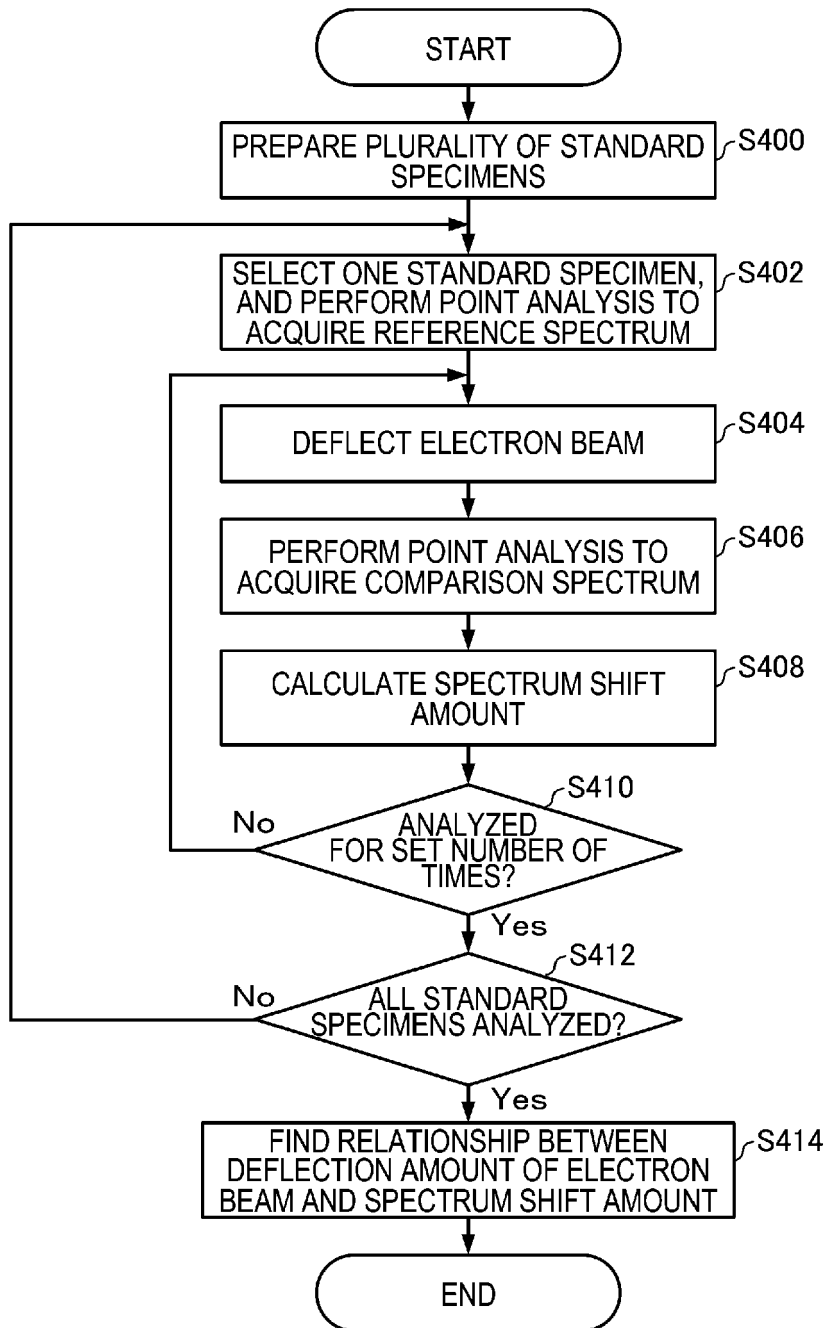 START
PREPARE PLURALITY OF STANDARD
SPECIMENS
S400
SELECT ONE STANDARD SPECIMEN,
AND PERFORM POINT ANALYSIS TO
ACQUIRE REFERENCE SPECTRUM
S402
DEFLECT ELECTRON BEAM
S404
PERFORM POINT ANALYSIS TO
ACQUIRE COMPARISON SPECTRUM
S406
CALCULATE SPECTRUM SHIFT
AMOUNT
S408
ANALYZED
FOR SET NUMBER OF
TIMES?
S410
No
Yes
ALL STANDARD
SPECIMENS ANALYZED?
S412
No
Yes
FIND RELATIONSHIP BETWEEN
DEFLECTION AMOUNT OF ELECTRON
BEAM AND SPECTRUM SHIFT AMOUNT
S414
END